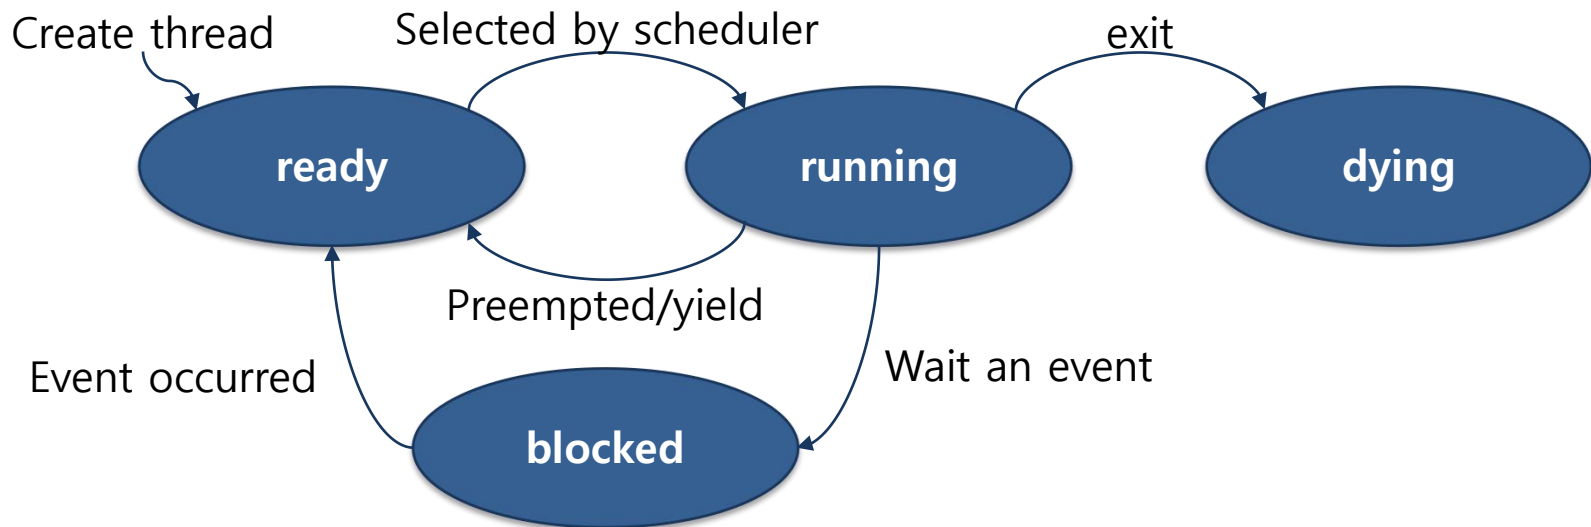 Create thread
Selected by scheduler
exit
ready
running
dying
Preempted/yield
Event occurred
Wait an event
blocked